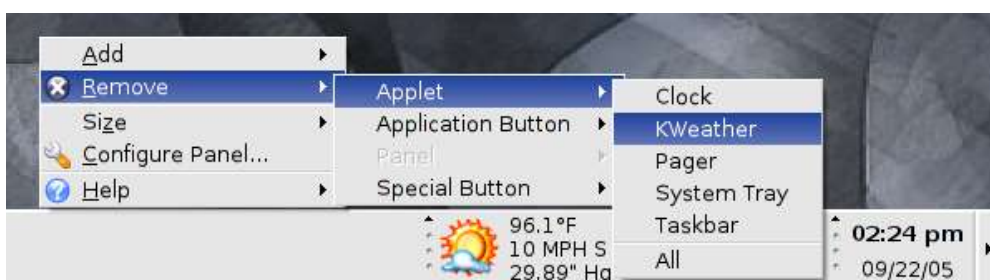 Add
Remove
Size
Configure Panel...
Help
Applet
Application Button
Panel
Special Button
Clock
KWeather
Pager
System Tray
Taskbar
All
96.1°F
10 MPH S
29.89" Hg
02:24 pm
09/22/05